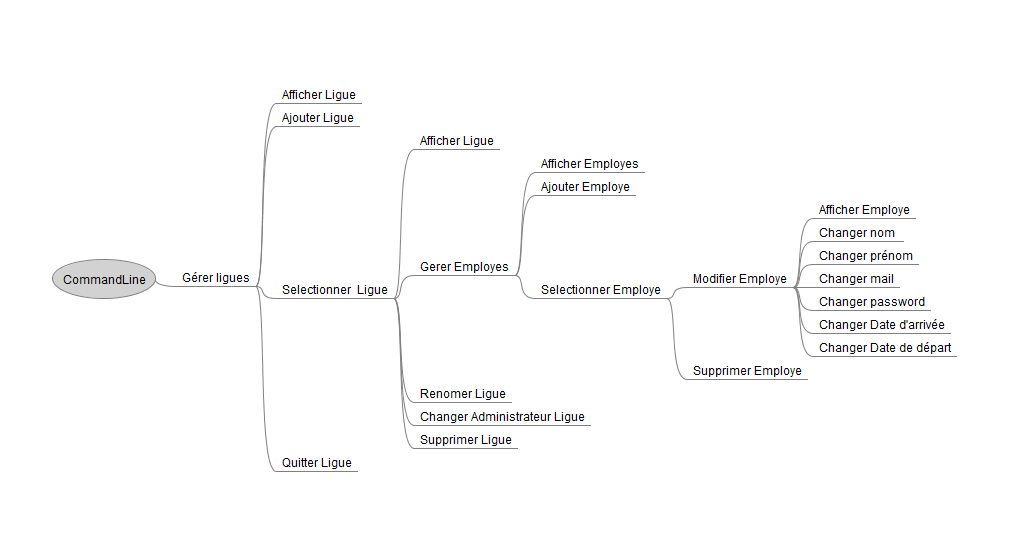 CommandLine
Gérer ligues
Afficher Ligue
Ajouter Ligue
Selectionner Ligue
Afficher Ligue
Gerer Employes
Afficher Employes
Ajouter Employe
Selectionner Employe
Modifier Employe
Afficher Employe
Changer nom
Changer prénom
Changer mail
Changer password
Changer Date d'arrivée
Changer Date de départ
Supprimer Employe
Renomer Ligue
Changer Administrateur Ligue
Supprimer Ligue
Quitter Ligue